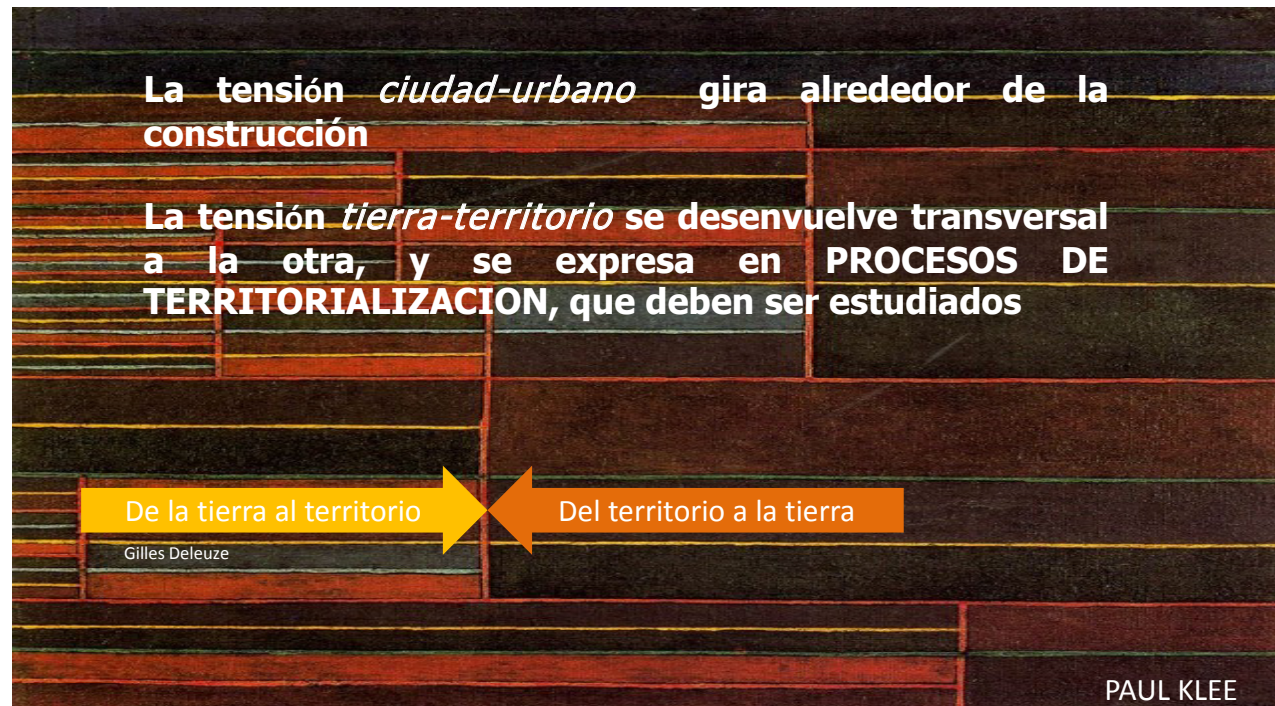 La tensión ciudad-urbano gira alrededor de la
construcción
La tensión tierra-territorio se desenvuelve transversal
a la otra, y se expresa en PROCESOS DE
TERRITORIALIZACION, que deben ser estudiados
De la tierra al territorio
Del territorio a la tierra
Gilles Deleuze
PAUL KLEE